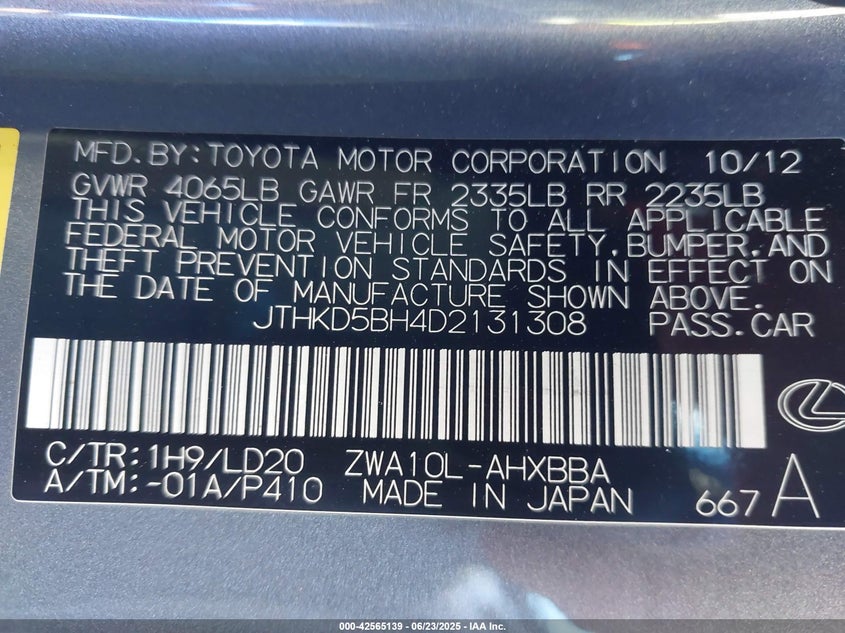 MFD.BY:TOYOTA MOTOR CORPORATION 10/12
GVWR 4065LB GAWR FR 2335LB RR 2235LB
THIS VEHICLE CONFORMS TO ALL APPLICABLE
FEDERAL MOTOR VEHICLE SAFETY,BUMPER,AND
THEFT PREVENTION STANDARDS IN EFFECT ON
THE DATE OF MANUFACTURE SHOWN ABOVE.
JTHKD5BH4D2131308 PASS.CAR
C/TR:1H9/LD20 ZWA10L-AHXBBA
A/TM:-01A/P410 MADE IN JAPAN 667 A
000-42565139 - 06/23/2025 - IAA Inc.